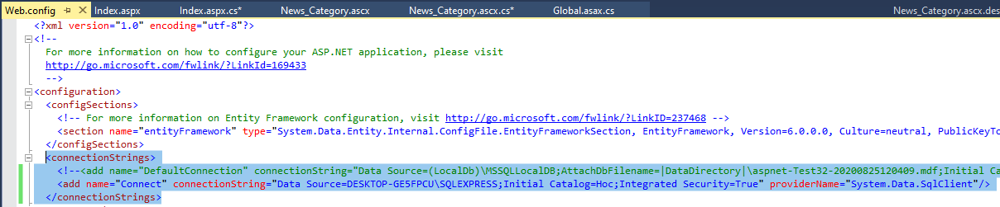 Web.config Index.aspx Index.aspx.cs* News_Category.ascx News_Category.ascx.cs* Global.asax.cs News_Category.ascx.des
<?xml version="1.0" encoding="utf-8"?>
<!--
For more information on how to configure your ASP.NET application, please visit
http://go.microsoft.com/fwlink/?LinkId=169433
-->
<configuration>
<configSections>
<!-- For more information on Entity Framework configuration, visit http://go.microsoft.com/fwlink/?LinkID=237468 -->
<section name="entityFramework" type="System.Data.Entity.Internal.ConfigFile.EntityFrameworkSection, EntityFramework, Version=6.0.0.0, Culture=neutral, PublicKeyTo
</configSections>
<connectionStrings>
<!--<add name="DefaultConnection" connectionString="Data Source=(LocalDb)\MSSQLLocalDB;AttachDbFilename=|DataDirectory|\aspnet-Test32-20200825120409.mdf;Initial Ca
<add name="Connect" connectionString="Data Source=DESKTOP-GE5FPCU\SQLEXPRESS;Initial Catalog=Hoc;Integrated Security=True" providerName="System.Data.SqlClient"/>
</connectionStrings>